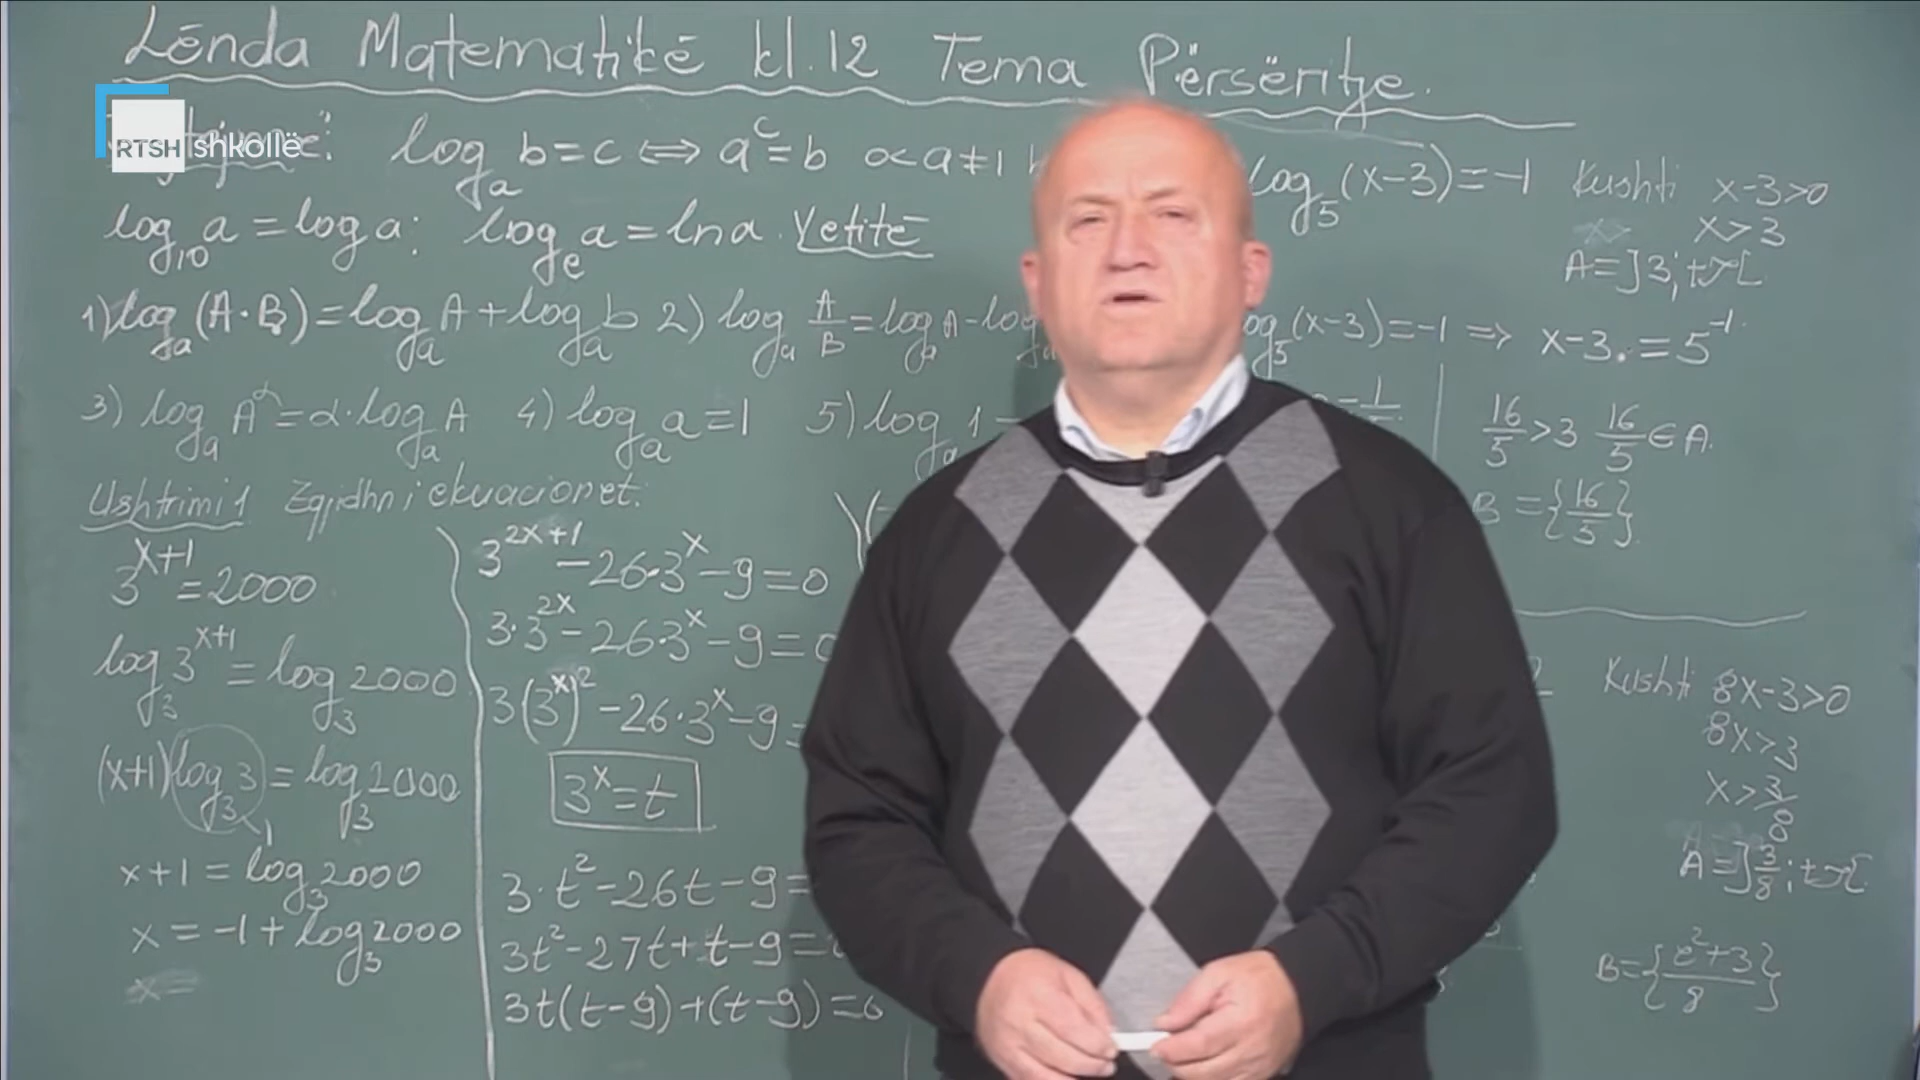 Lënda Matematikë kl.12 Tema Përsëritje.
RTSH shkollë
log_a b=c ⟺ a^c=b
log_5 (x-3)=-1 Kushti x-3>0
x>3
A=]3;+∞[
log_10 a=log a; log_e a=ln a. Vetitë
1) log_a (A·B)=log_a A+log_a b 2) log_a A/B=log_a A-log
(x-3)=-1 ⇒ x-3.=5^-1
3) log_a A^α=α·log_a A 4) log_a a=1 5) log_a 1
16/5>3 16/5∈A.
B={16/5}
Ushtrimi 1 Zgjidhni ekuacionet:
3^x+1=2000
log_3 3^x+1=log_3 2000
(x+1)log_3 3=log_3 2000
1
x+1=log_3 2000
x=-1+log_3 2000
x=
3^2x+1-26·3^x-9=0
3·3^2x-26·3^x-9=0
3(3^x)^2-26·3^x-9=
3^x=t
3·t^2-26t-9=
3t^2-27t+t-9=
3t(t-9)+(t-9)=0
Kushti 8x-3>0
8x>3
x>3/8
A=]3/8;+∞[
B={e^2+3/8}